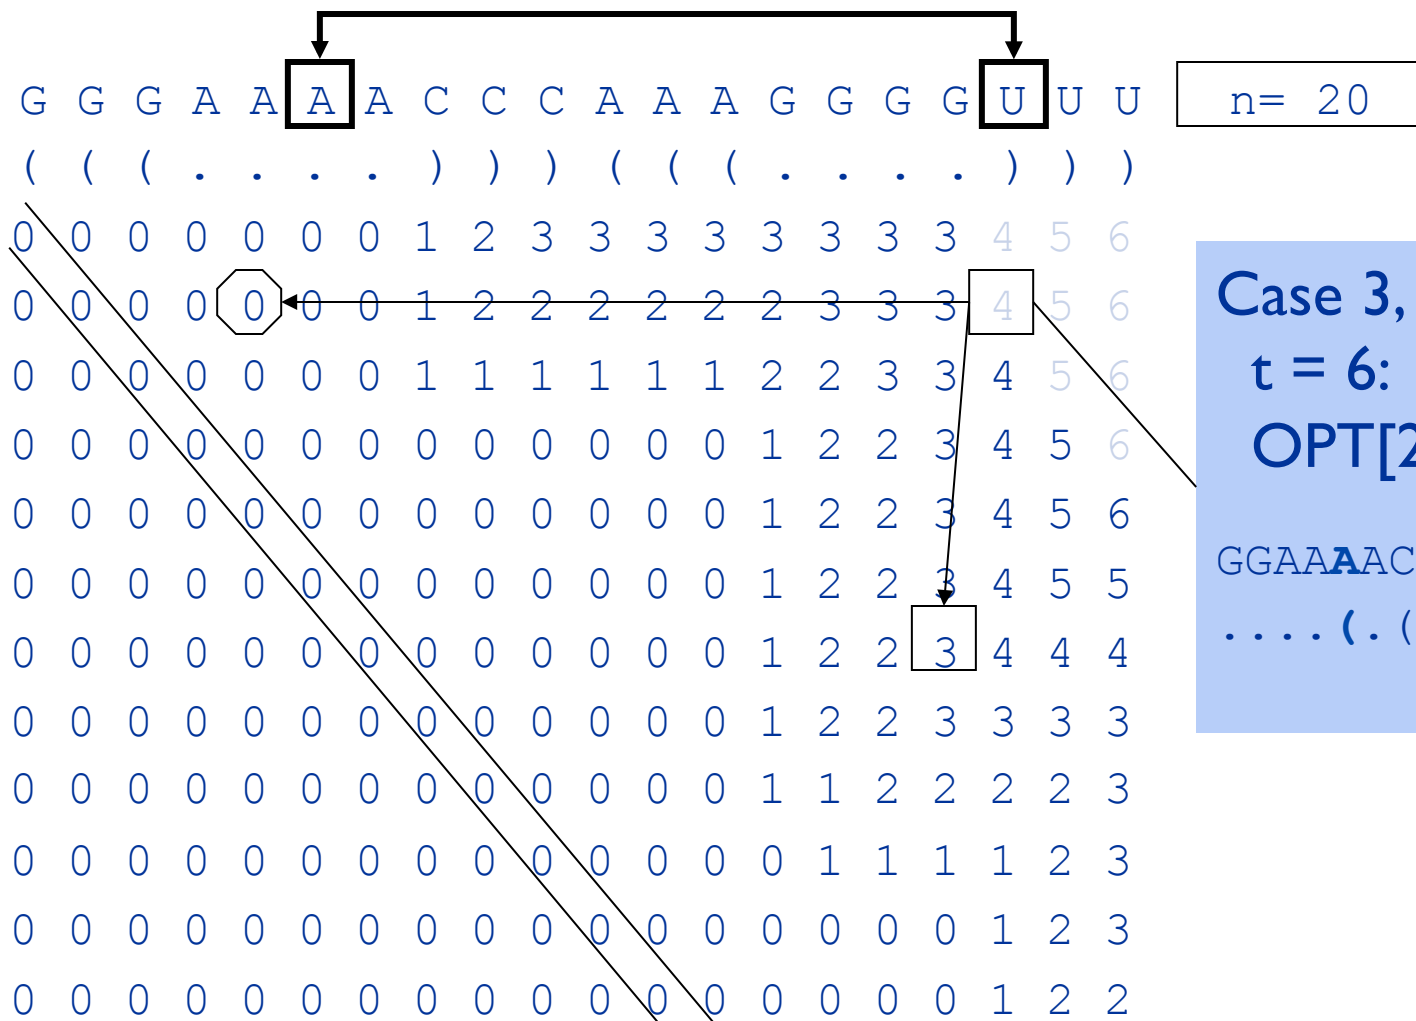 G G G A A A A C C C A A A G G G G U U U n= 20
( ( ( . . . . ) ) ) ( ( ( . . . . ) ) )
0 0 0 0 0 0 0 1 2 3 3 3 3 3 3 3 3 4 5 6
0 0 0 0 0 0 0 1 2 2 2 2 2 2 3 3 3 4 5 6
0 0 0 0 0 0 0 1 1 1 1 1 1 2 2 3 3 4 5 6
0 0 0 0 0 0 0 0 0 0 0 0 0 1 2 2 3 4 5 6
0 0 0 0 0 0 0 0 0 0 0 0 0 1 2 2 3 4 5 6
0 0 0 0 0 0 0 0 0 0 0 0 0 1 2 2 3 4 5 5
0 0 0 0 0 0 0 0 0 0 0 0 0 1 2 2 3 4 4 4
0 0 0 0 0 0 0 0 0 0 0 0 0 1 2 2 3 3 3 3
0 0 0 0 0 0 0 0 0 0 0 0 0 1 1 2 2 2 2 3
0 0 0 0 0 0 0 0 0 0 0 0 0 0 1 1 1 1 2 3
0 0 0 0 0 0 0 0 0 0 0 0 0 0 0 0 0 1 2 3
0 0 0 0 0 0 0 0 0 0 0 0 0 0 0 0 0 1 2 2
Case 3,
t = 6:
OPT[2
GGAAAAC
....(.(